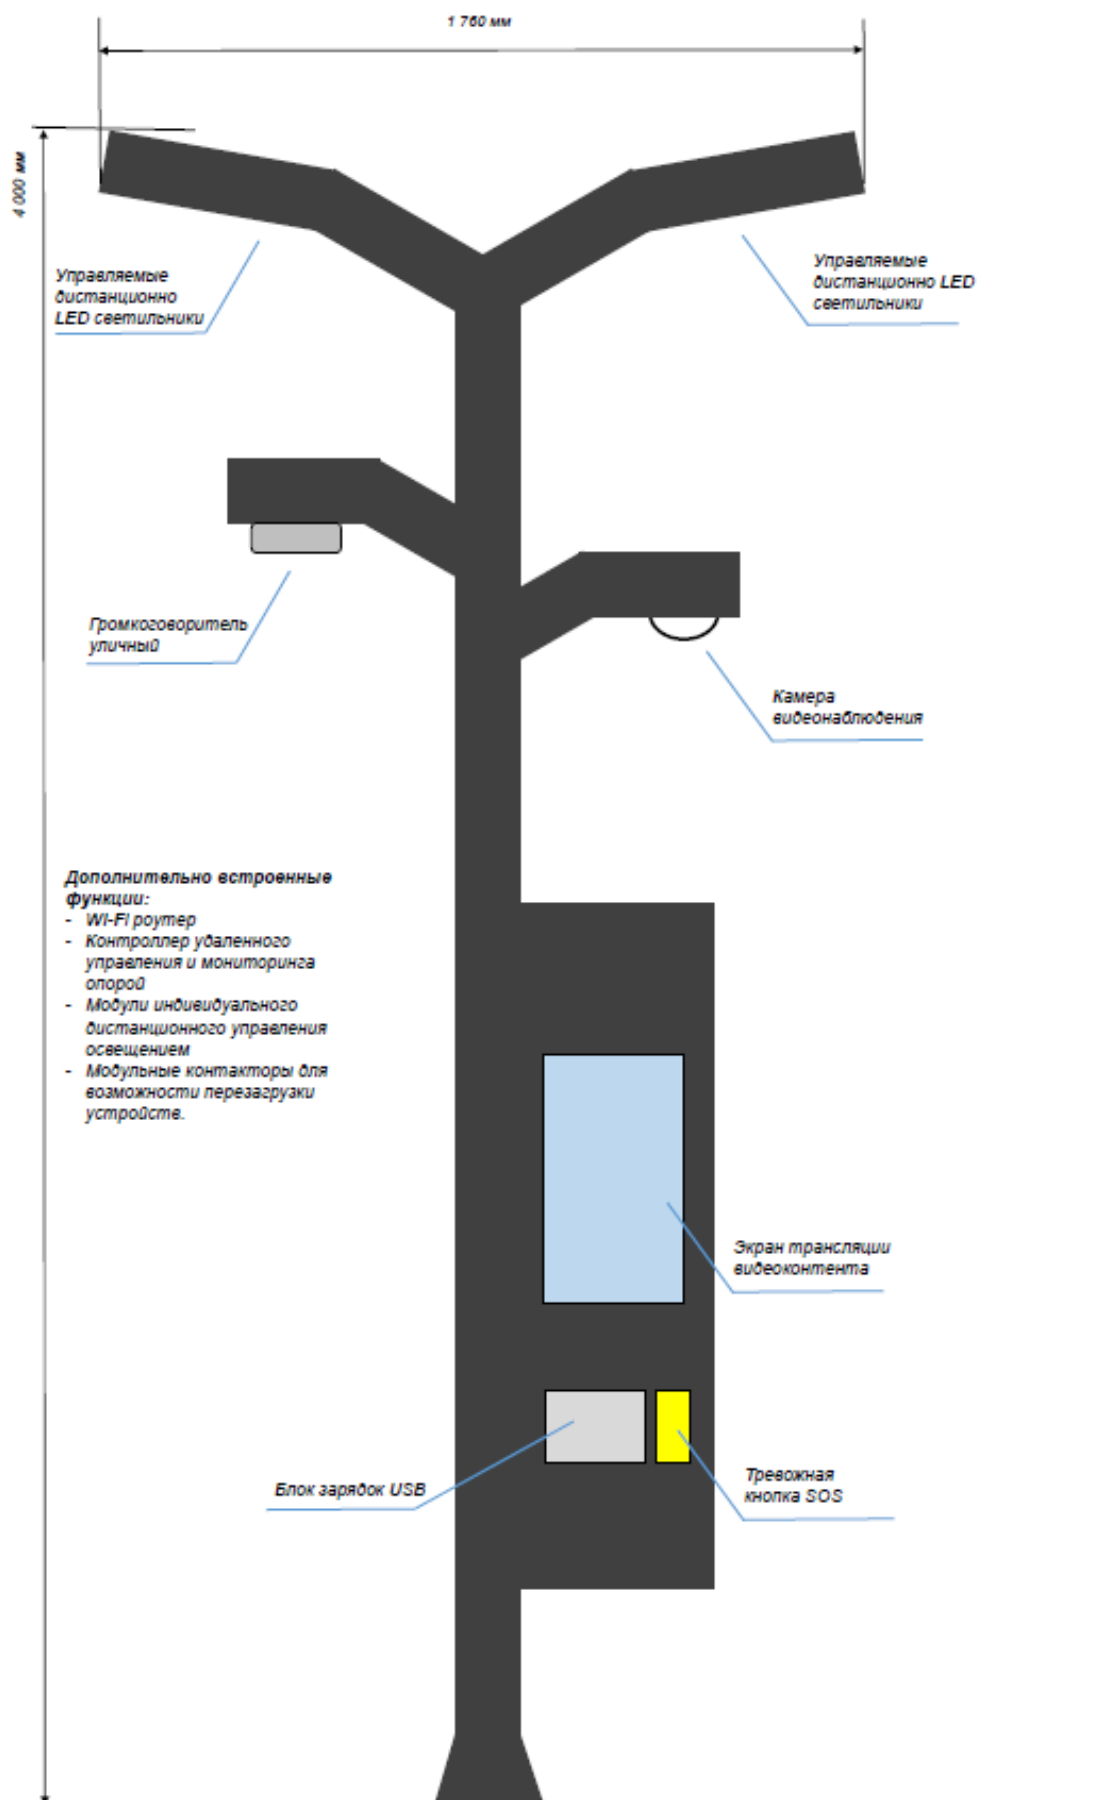 1 760 мм
4 000 мм
Управляемые
дистанционно
LED светильники
Управляемые
дистанционно LED
светильники
Громкоговоритель
уличный
Камера
видеонаблюдения
Дополнительно встроенные
функции:
- WI-FI роутер
- Контроллер удаленного
управления и мониторинга
опорой
- Модули индивидуального
дистанционного управления
освещением
- Модульные контакторы для
возможности перезагрузки
устройств.
Экран трансляции
видеоконтента
Блок зарядок USB
Тревожная
кнопка SOS